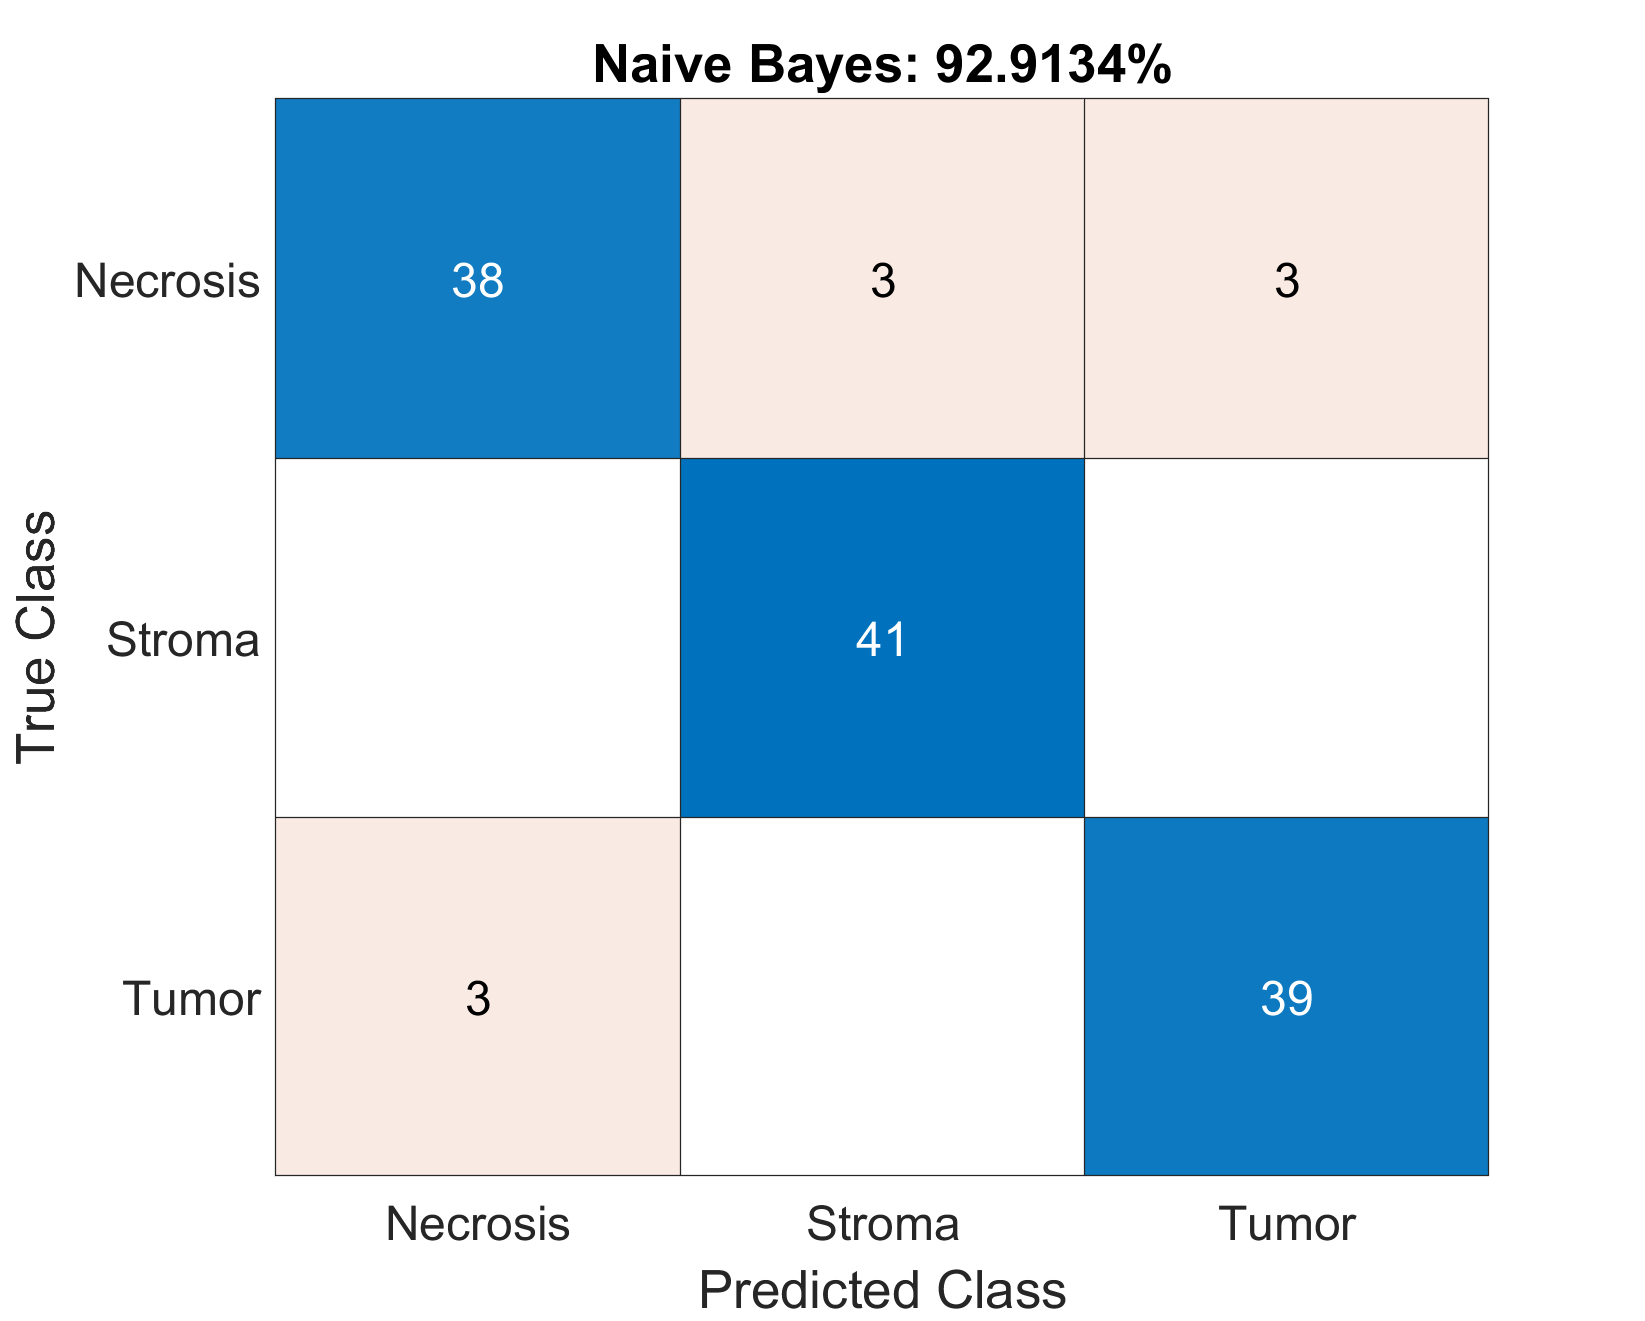 Naive Bayes: 92.9134%
True Class
Necrosis 38 3 3
Stroma 41
Tumor 3 39
Necrosis Stroma Tumor
Predicted Class